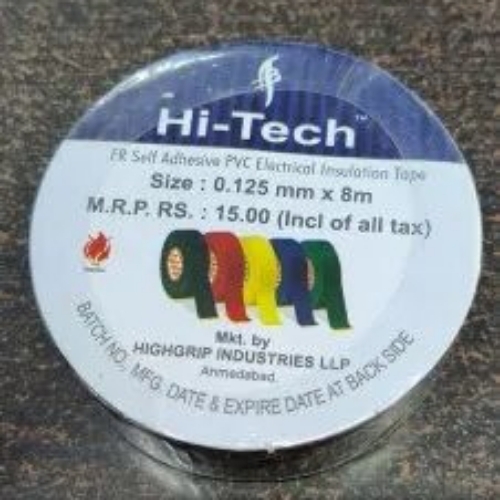 Hi-Tech™
FR Self Adhesive PVC Electrical Insulation Tape
Size : 0.125 mm x 8m
M.R.P. RS. : 15.00 (Incl of all tax)
Mkt. by
HIGHGRIP INDUSTRIES LLP
Ahmedabad
BATCH NO., MFG. DATE & EXPIRE DATE AT BACK SIDE